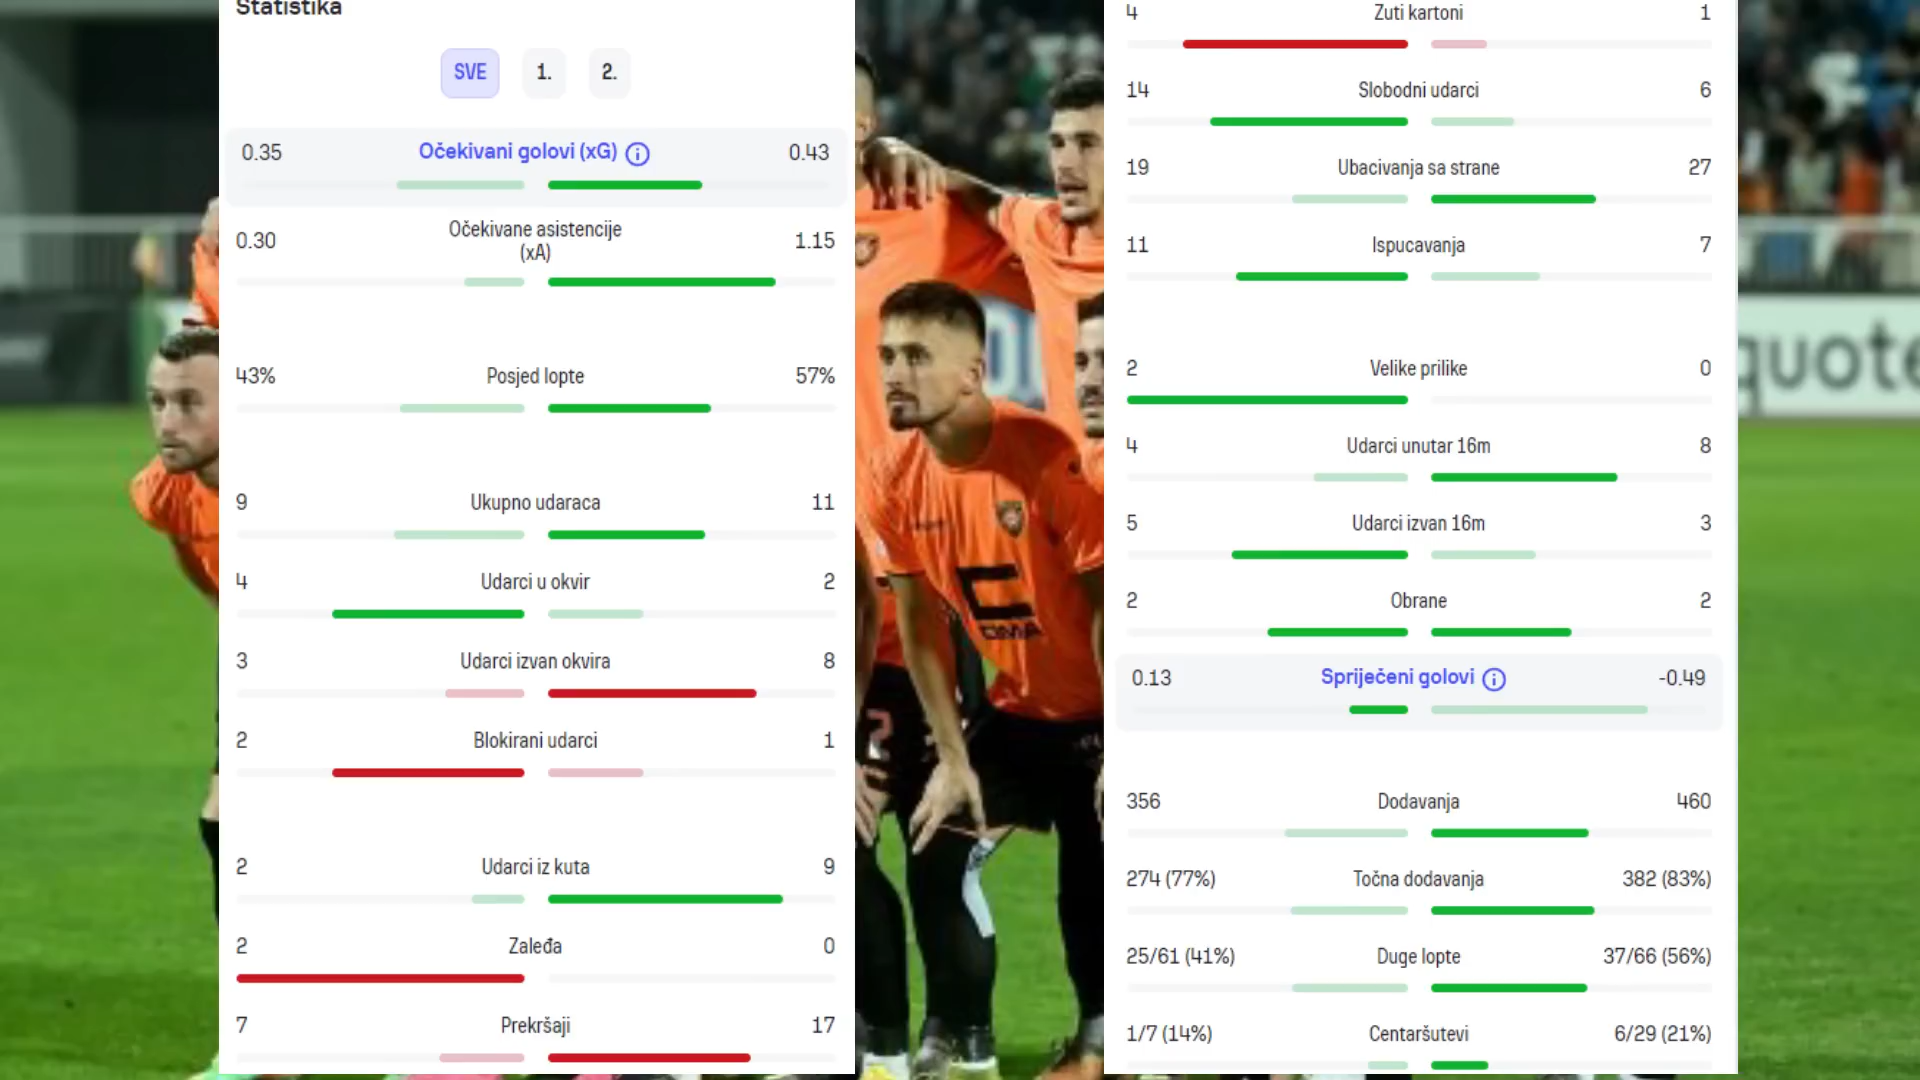 Statistika
SVE 1. 2.
0.35 Očekivani golovi (xG) 0.43
0.30 Očekivane asistencije (xA) 1.15
43% Posjed lopte 57%
9 Ukupno udaraca 11
4 Udarci u okvir 2
3 Udarci izvan okvira 8
2 Blokirani udarci 1
2 Udarci iz kuta 9
2 Zaleđa 0
7 Prekršaji 17
4 Žuti kartoni 1
14 Slobodni udarci 6
19 Ubacivanja sa strane 27
11 Ispucavanja 7
2 Velike prilike 0
4 Udarci unutar 16m 8
5 Udarci izvan 16m 3
2 Obrane 2
0.13 Spriječeni golovi -0.49
356 Dodavanja 460
274 (77%) Točna dodavanja 382 (83%)
25/61 (41%) Duge lopte 37/66 (56%)
1/7 (14%) Centaršutevi 6/29 (21%)
quote